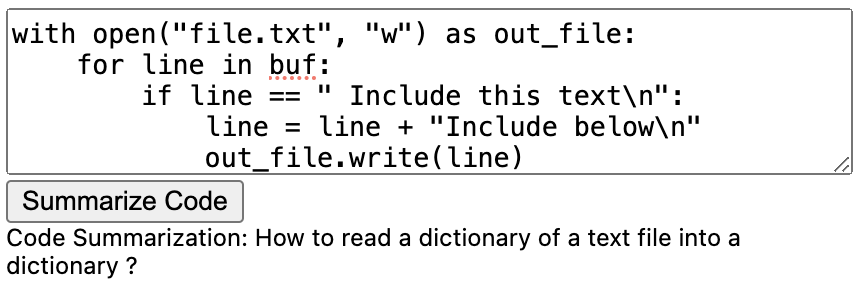 with open("file.txt", "w") as out_file:
    for line in buf:
        if line == " Include this text\n":
            line = line + "Include below\n"
            out_file.write(line)
Summarize Code
Code Summarization: How to read a dictionary of a text file into a
dictionary ?